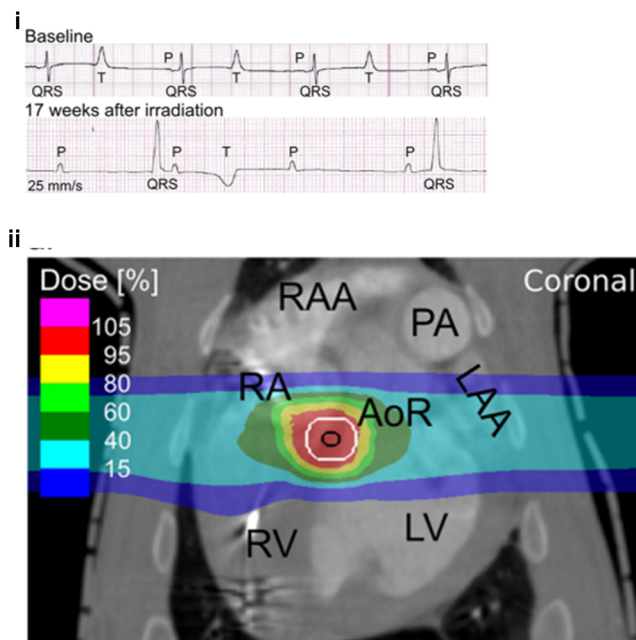 i
Baseline
P P P
T T T
QRS QRS QRS QRS
17 weeks after irradiation
P P T P P
25 mm/s QRS QRS
ii
Dose [%] RAA Coronal
105 PA
95
80 RA LAA
60 AoR
40
15
RV LV